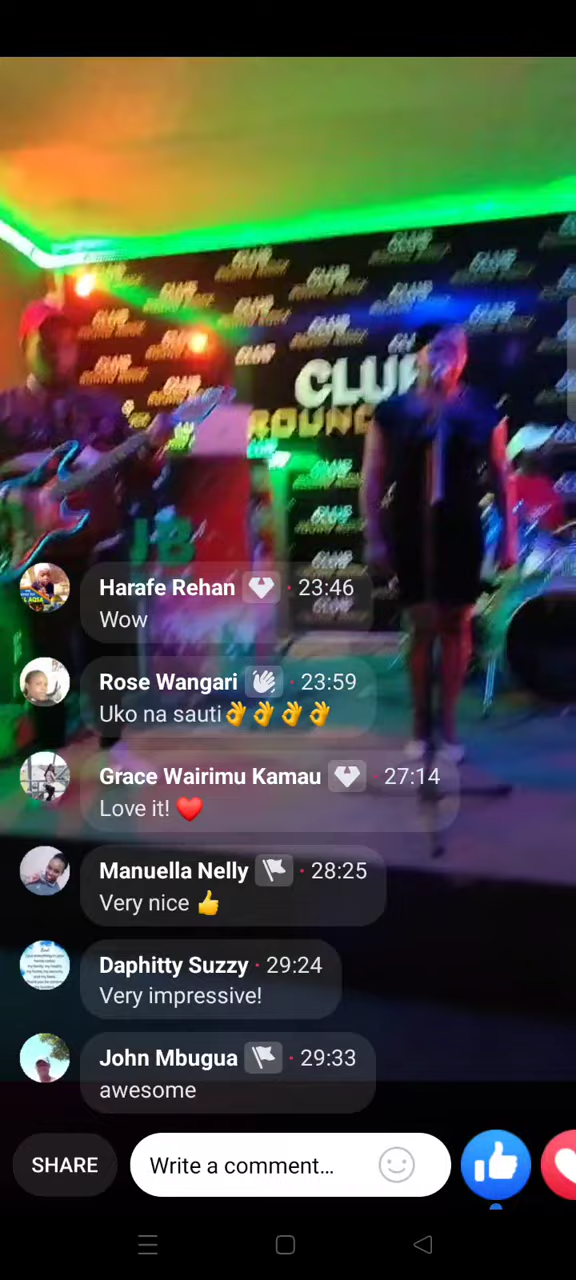 CLUB
ROUND
JB
Harafe Rehan · 23:46
Wow
Rose Wangari · 23:59
Uko na sauti👌👌👌👌
Grace Wairimu Kamau · 27:14
Love it! ❤️
Manuella Nelly · 28:25
Very nice 👍
Daphitty Suzzy · 29:24
Very impressive!
John Mbugua · 29:33
awesome
SHARE
Write a comment...